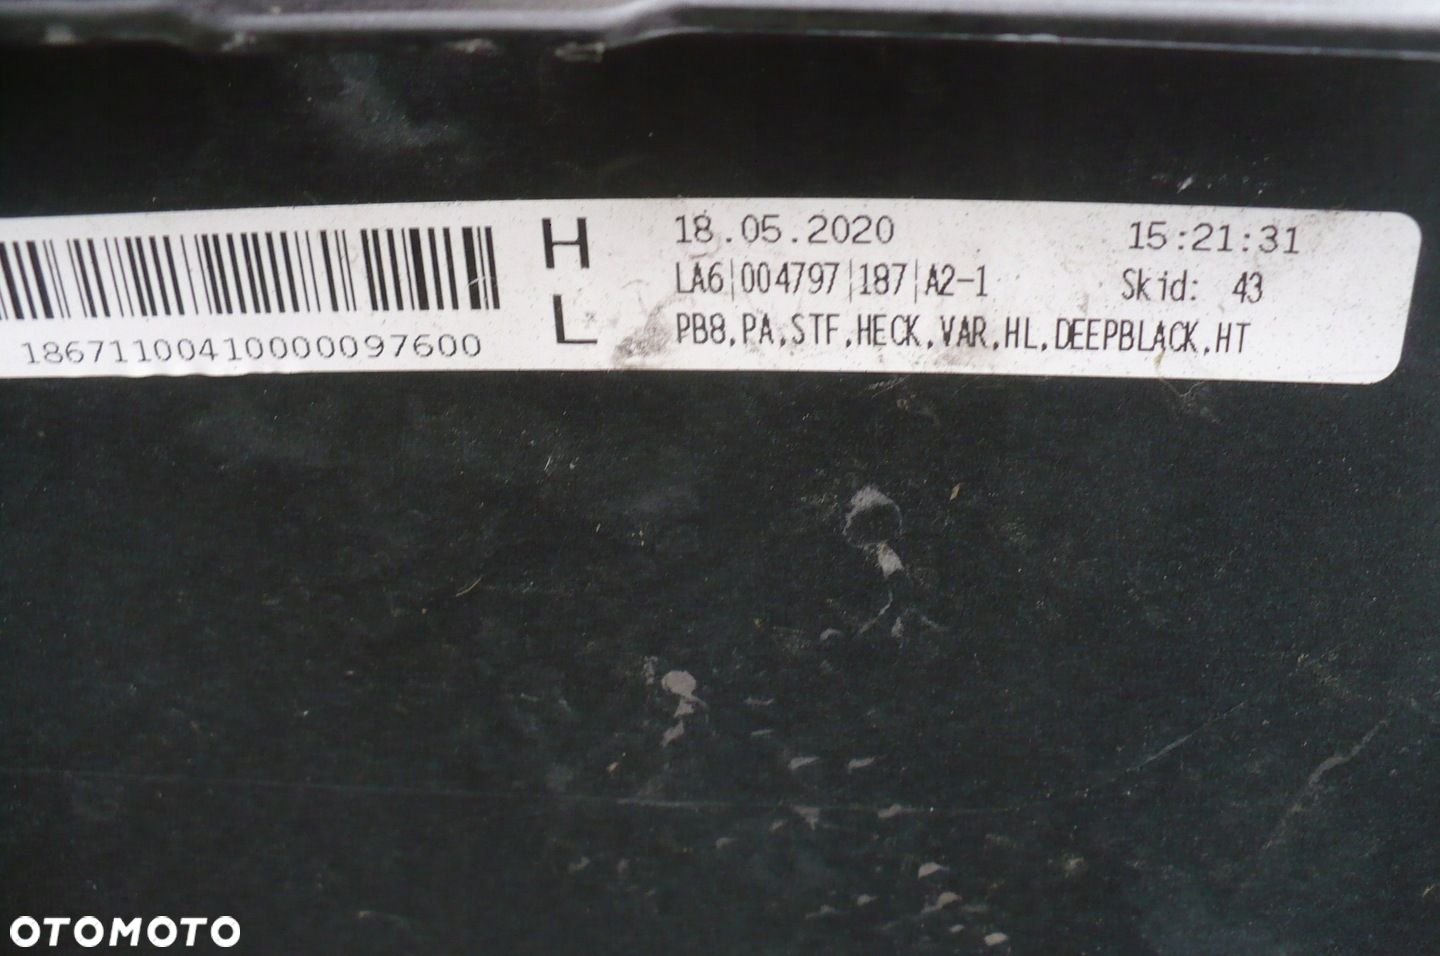 H 18.05.2020 15:21:31
LA6|004797|187|A2-1 Skid: 43
L PB8,PA,STF,HECK,VAR,HL,DEEPBLACK,HT
18671100410000097600
OTOMOTO